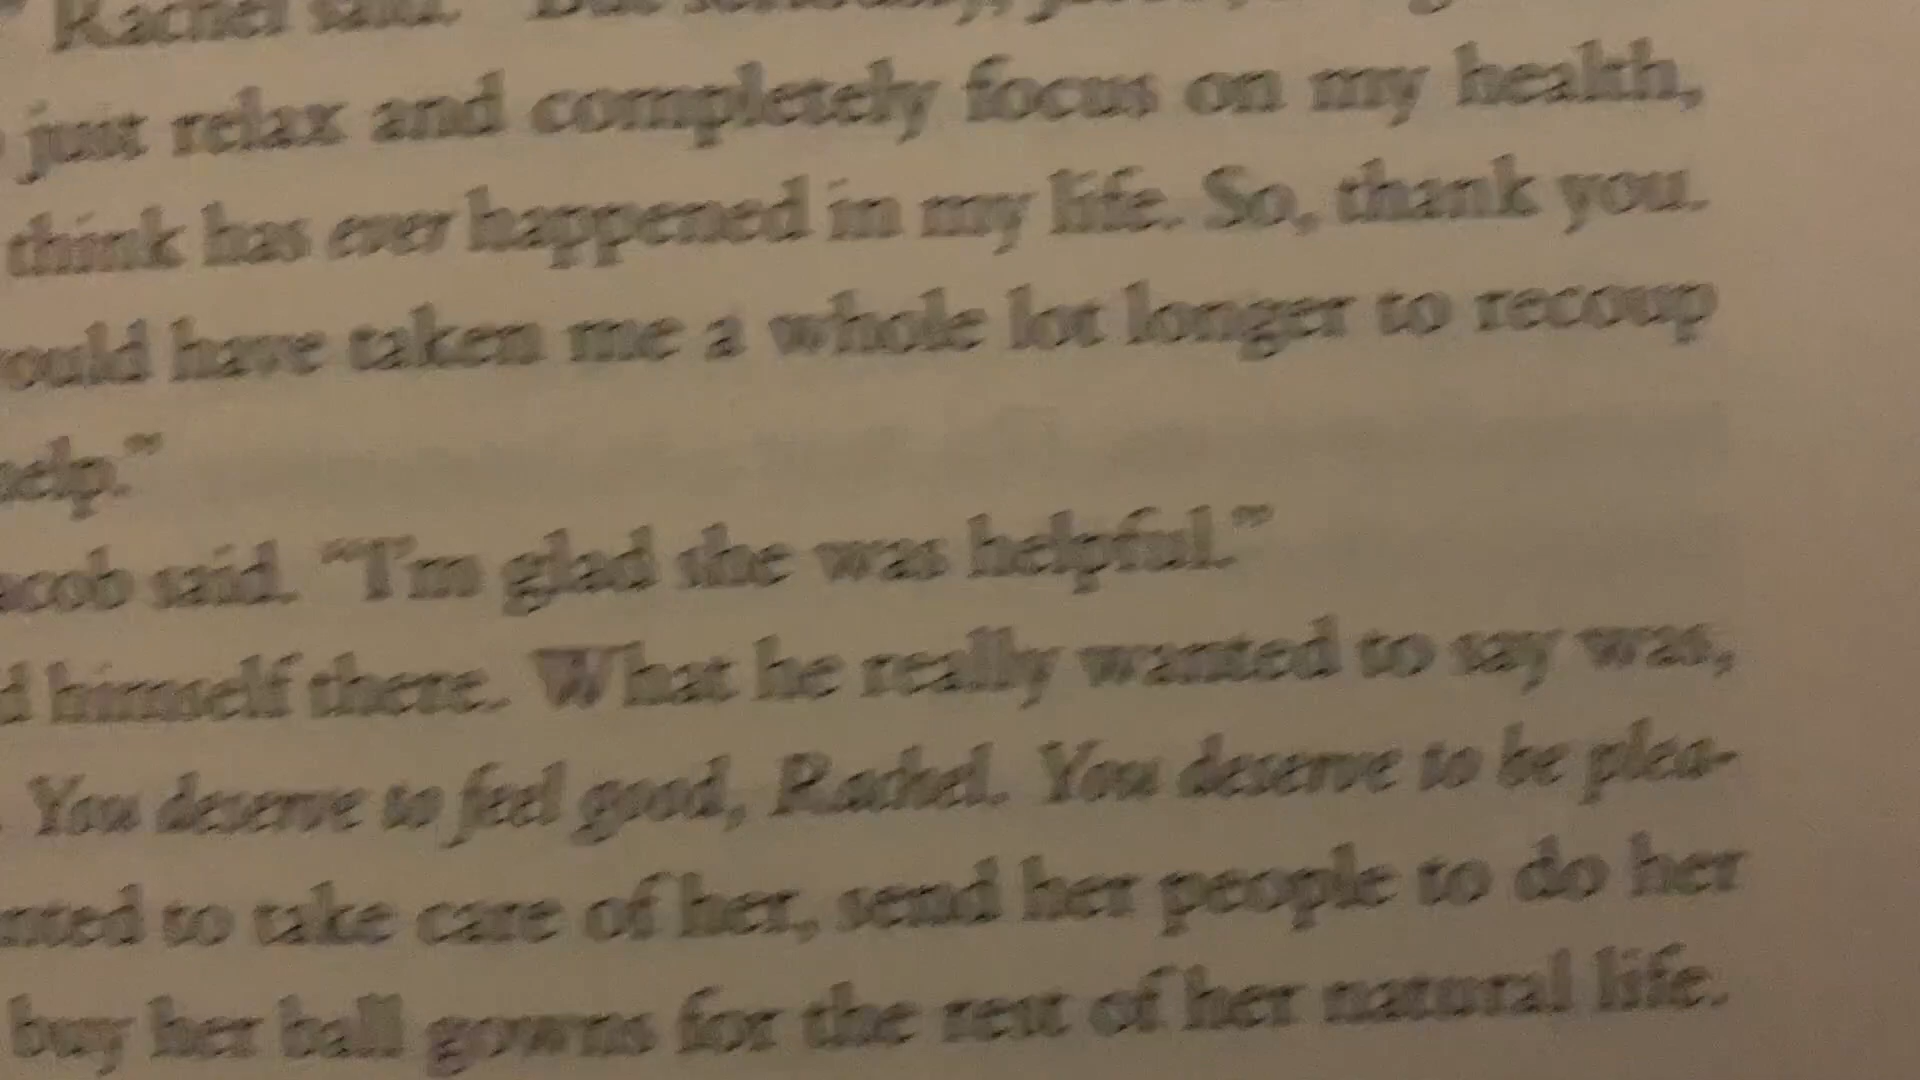 Rachel said. "But seriously,
just relax and completely focus on my health,
think has ever happened in my life. So, thank you.
ould have taken me a whole lot longer to recoup
elp."
acob said. "I'm glad she was helpful."
d himself there. What he really wanted to say was,
You deserve to feel good, Rachel. You deserve to be plea-
nted to take care of her, send her people to do her
buy her ball gowns for the rest of her natural life.